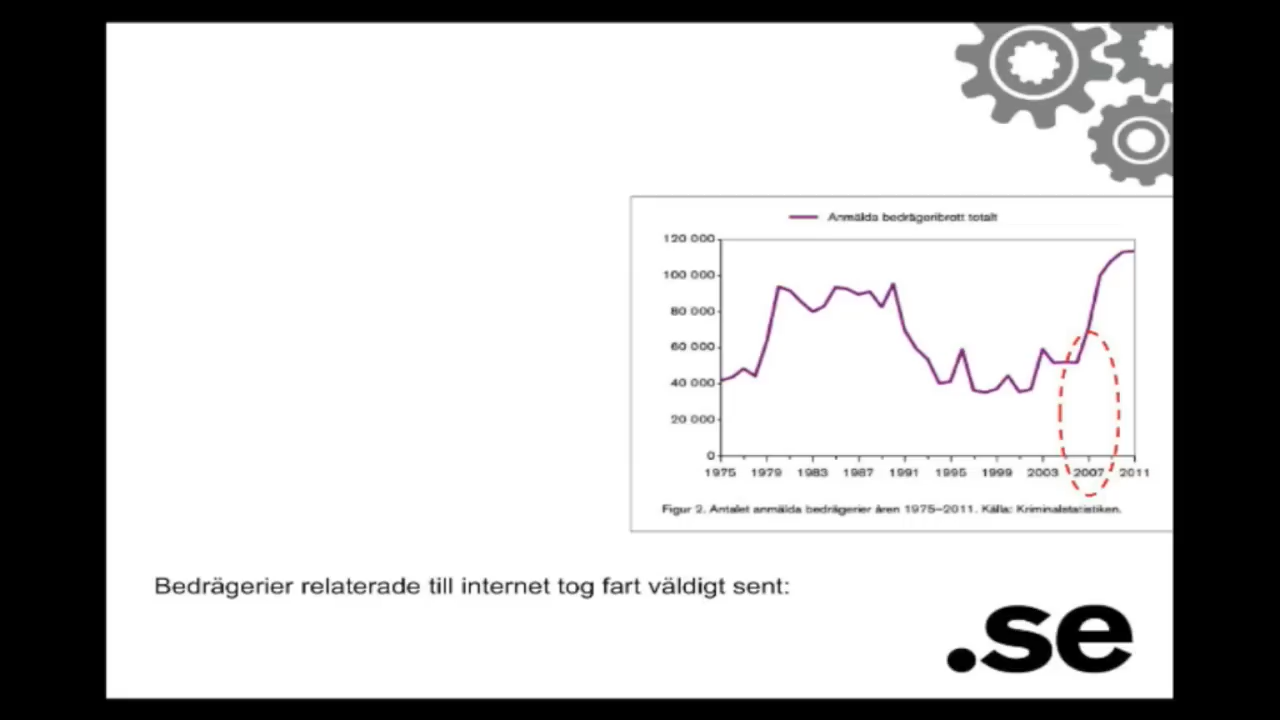 Anmälda bedrägeribrott totalt
120 000
100 000
80 000
60 000
40 000
20 000
0
1975 1979 1983 1987 1991 1995 1999 2003 2007 2011
Figur 2. Antalet anmälda bedrägerier åren 1975–2011. Källa: Kriminalstatistiken.
Bedrägerier relaterade till internet tog fart väldigt sent:
.se